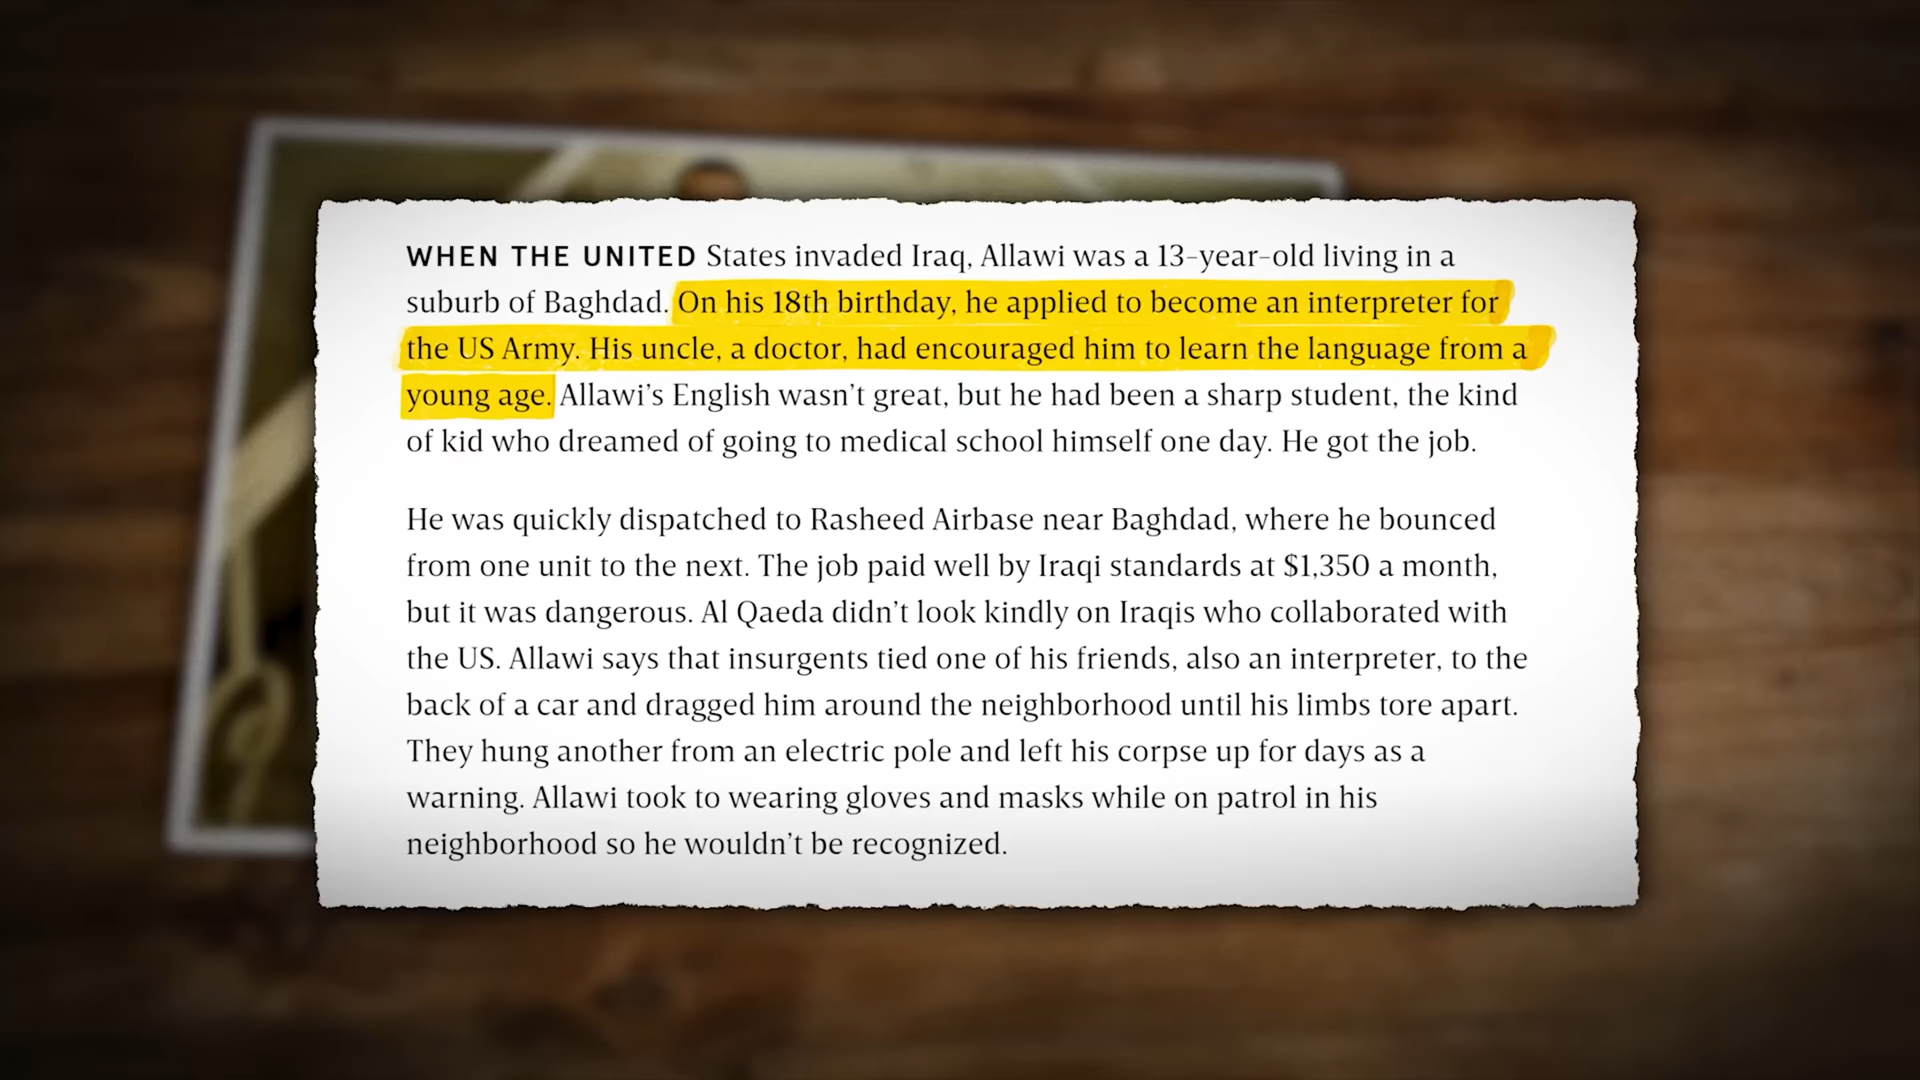 WHEN THE UNITED States invaded Iraq, Allawi was a 13-year-old living in a
suburb of Baghdad. On his 18th birthday, he applied to become an interpreter for
the US Army. His uncle, a doctor, had encouraged him to learn the language from a
young age. Allawi’s English wasn’t great, but he had been a sharp student, the kind
of kid who dreamed of going to medical school himself one day. He got the job.
He was quickly dispatched to Rasheed Airbase near Baghdad, where he bounced
from one unit to the next. The job paid well by Iraqi standards at $1,350 a month,
but it was dangerous. Al Qaeda didn’t look kindly on Iraqis who collaborated with
the US. Allawi says that insurgents tied one of his friends, also an interpreter, to the
back of a car and dragged him around the neighborhood until his limbs tore apart.
They hung another from an electric pole and left his corpse up for days as a
warning. Allawi took to wearing gloves and masks while on patrol in his
neighborhood so he wouldn’t be recognized.